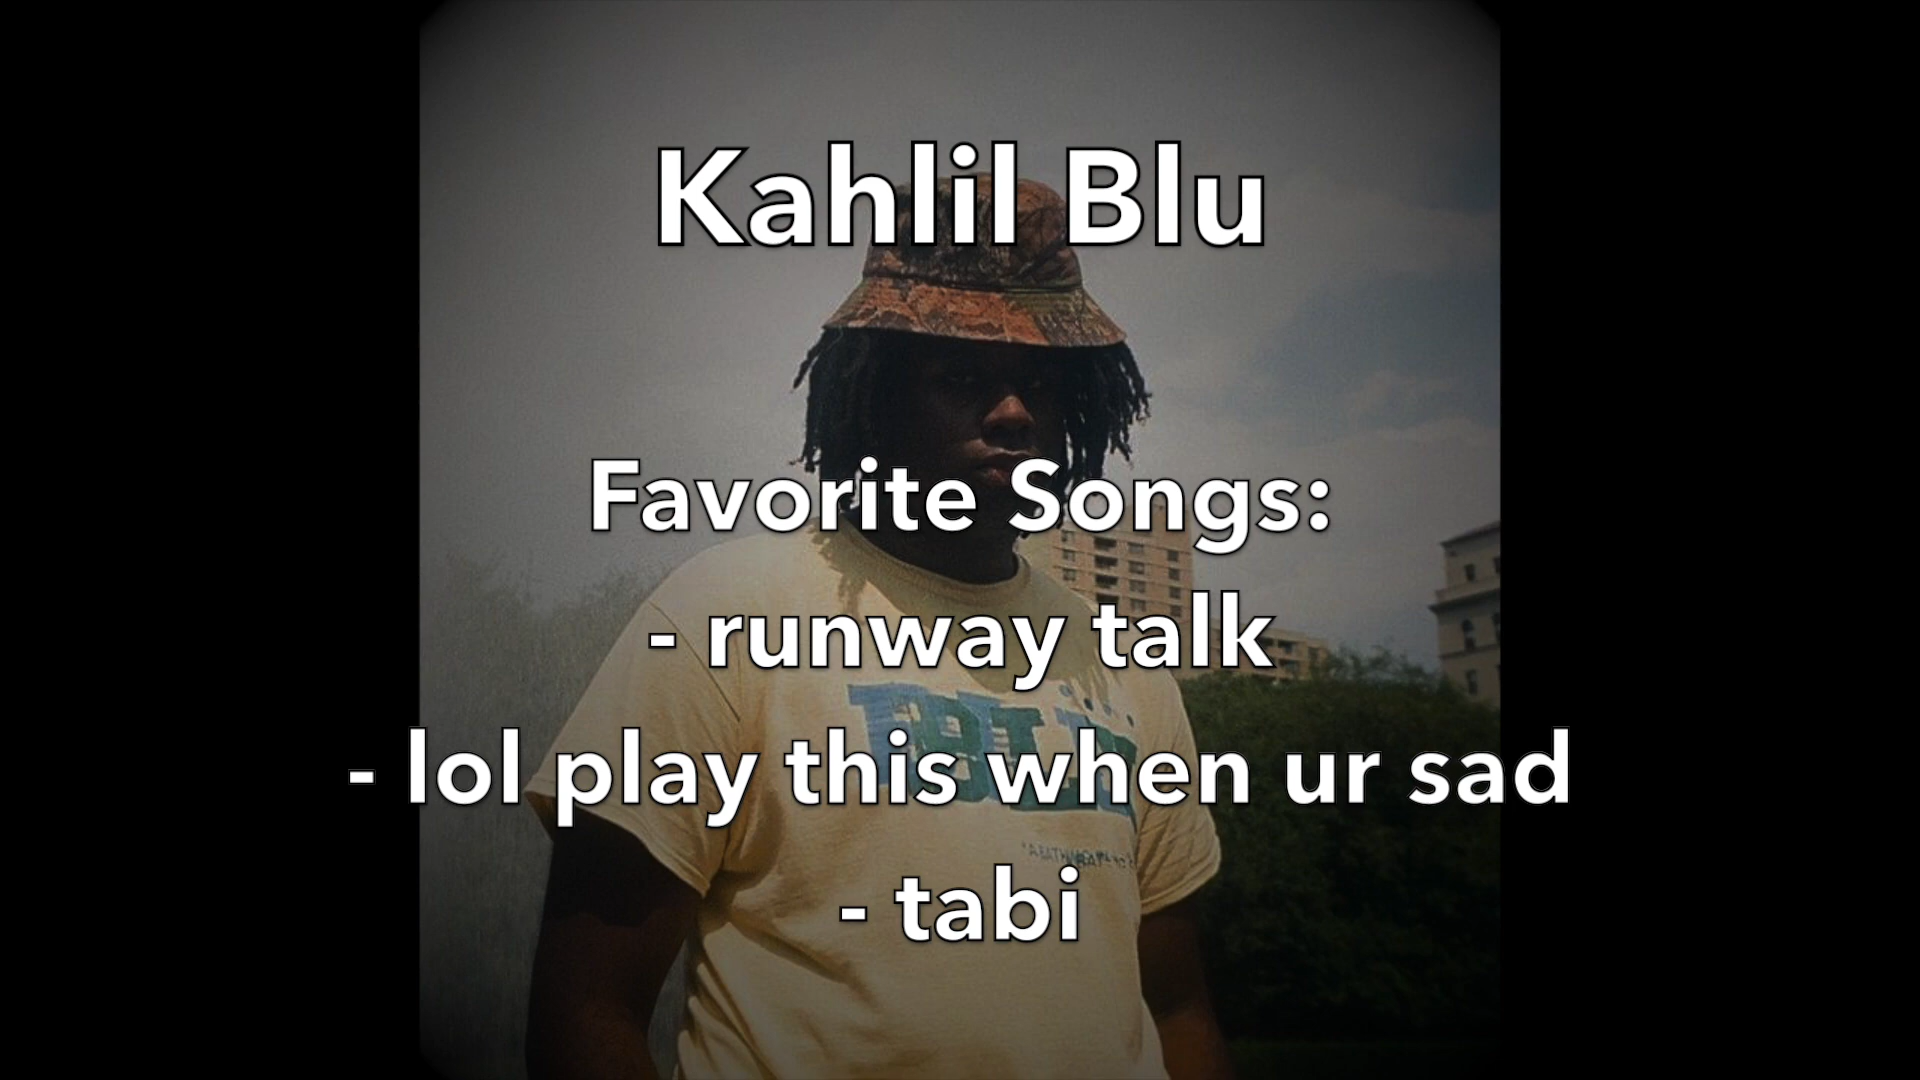 Kahlil Blu
Favorite Songs:
- runway talk
- lol play this when ur sad
- tabi